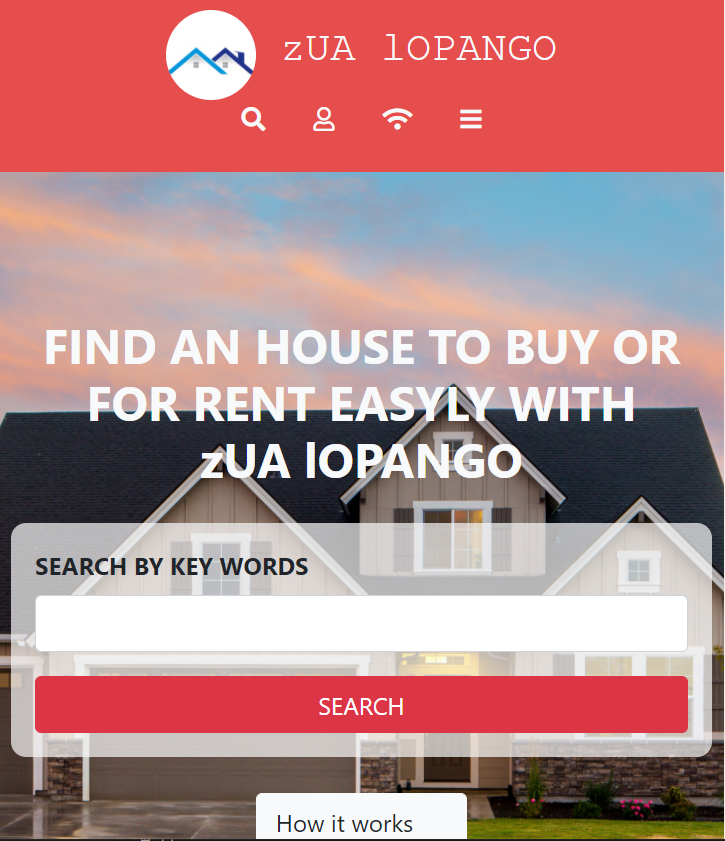 zUA lOPANGO
FIND AN HOUSE TO BUY OR
FOR RENT EASYLY WITH
zUA lOPANGO
SEARCH BY KEY WORDS
SEARCH
How it works